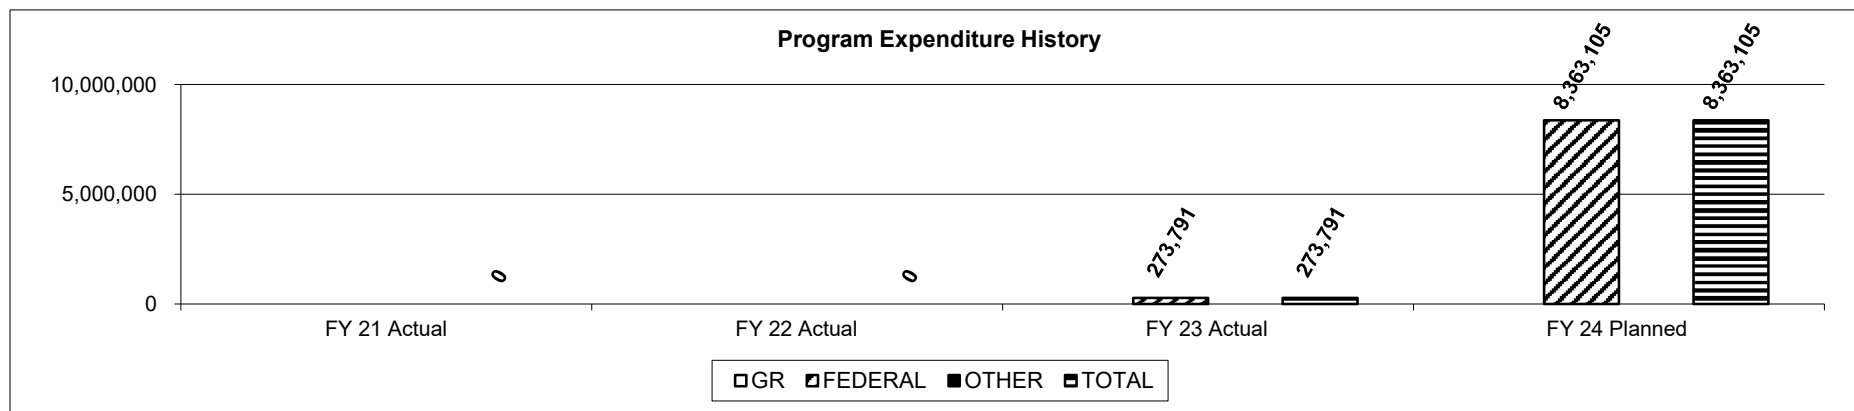 Program Expenditure History
10,000,000
5,000,000
0
0
0
273,791
273,791
8,363,105
8,363,105
FY 21 Actual
FY 22 Actual
FY 23 Actual
FY 24 Planned
GR FEDERAL OTHER TOTAL